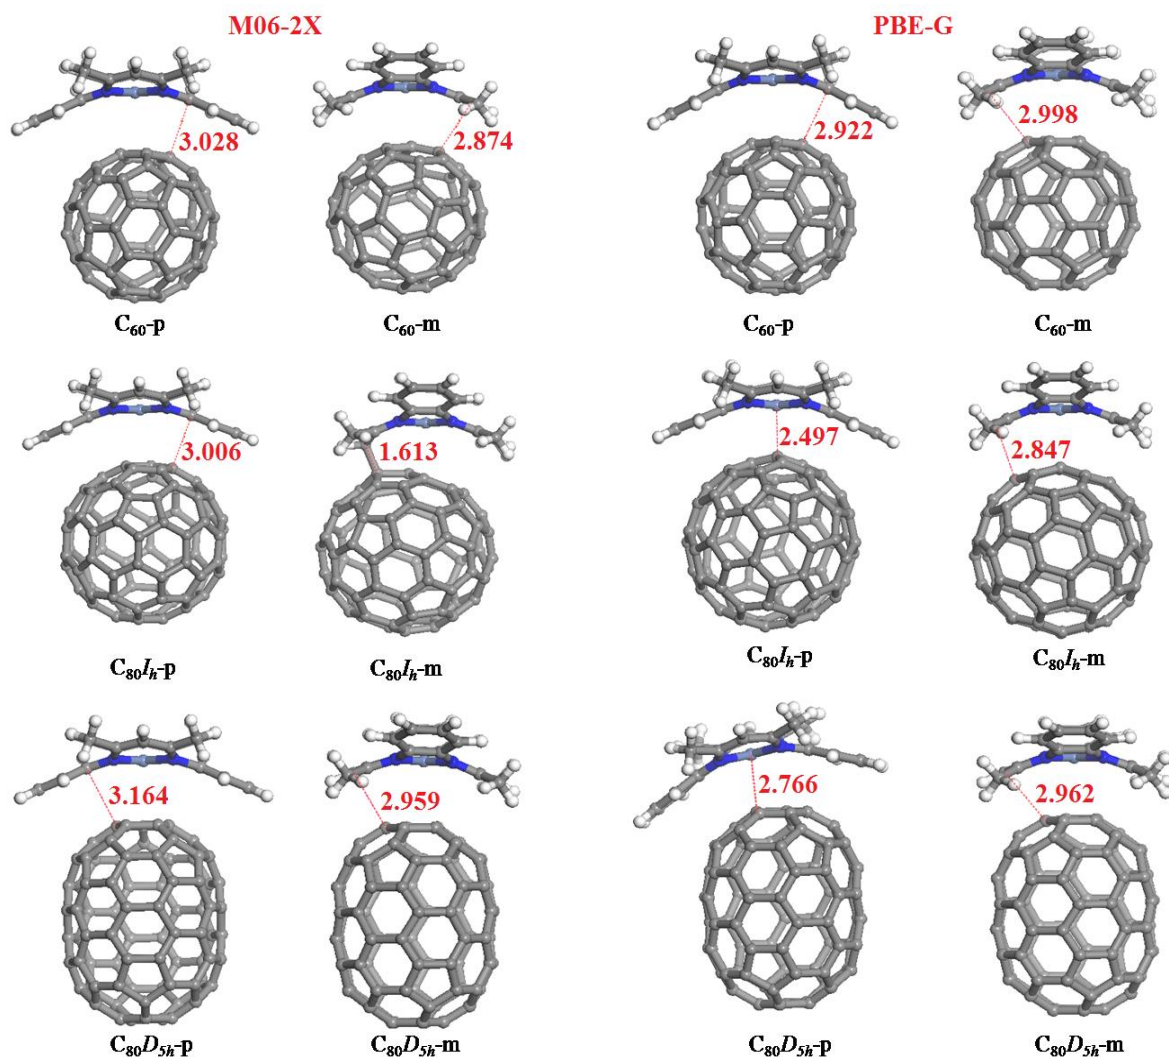 M06-2X PBE-G
3.028 2.874 2.922 2.998
C₆₀-p C₆₀-m C₆₀-p C₆₀-m
3.006 1.613 2.497 2.847
C₈₀Iₕ-p C₈₀Iₕ-m C₈₀Iₕ-p C₈₀Iₕ-m
3.164 2.959 2.766 2.962
C₈₀D₅ₕ-p C₈₀D₅ₕ-m C₈₀D₅ₕ-p C₈₀D₅ₕ-m